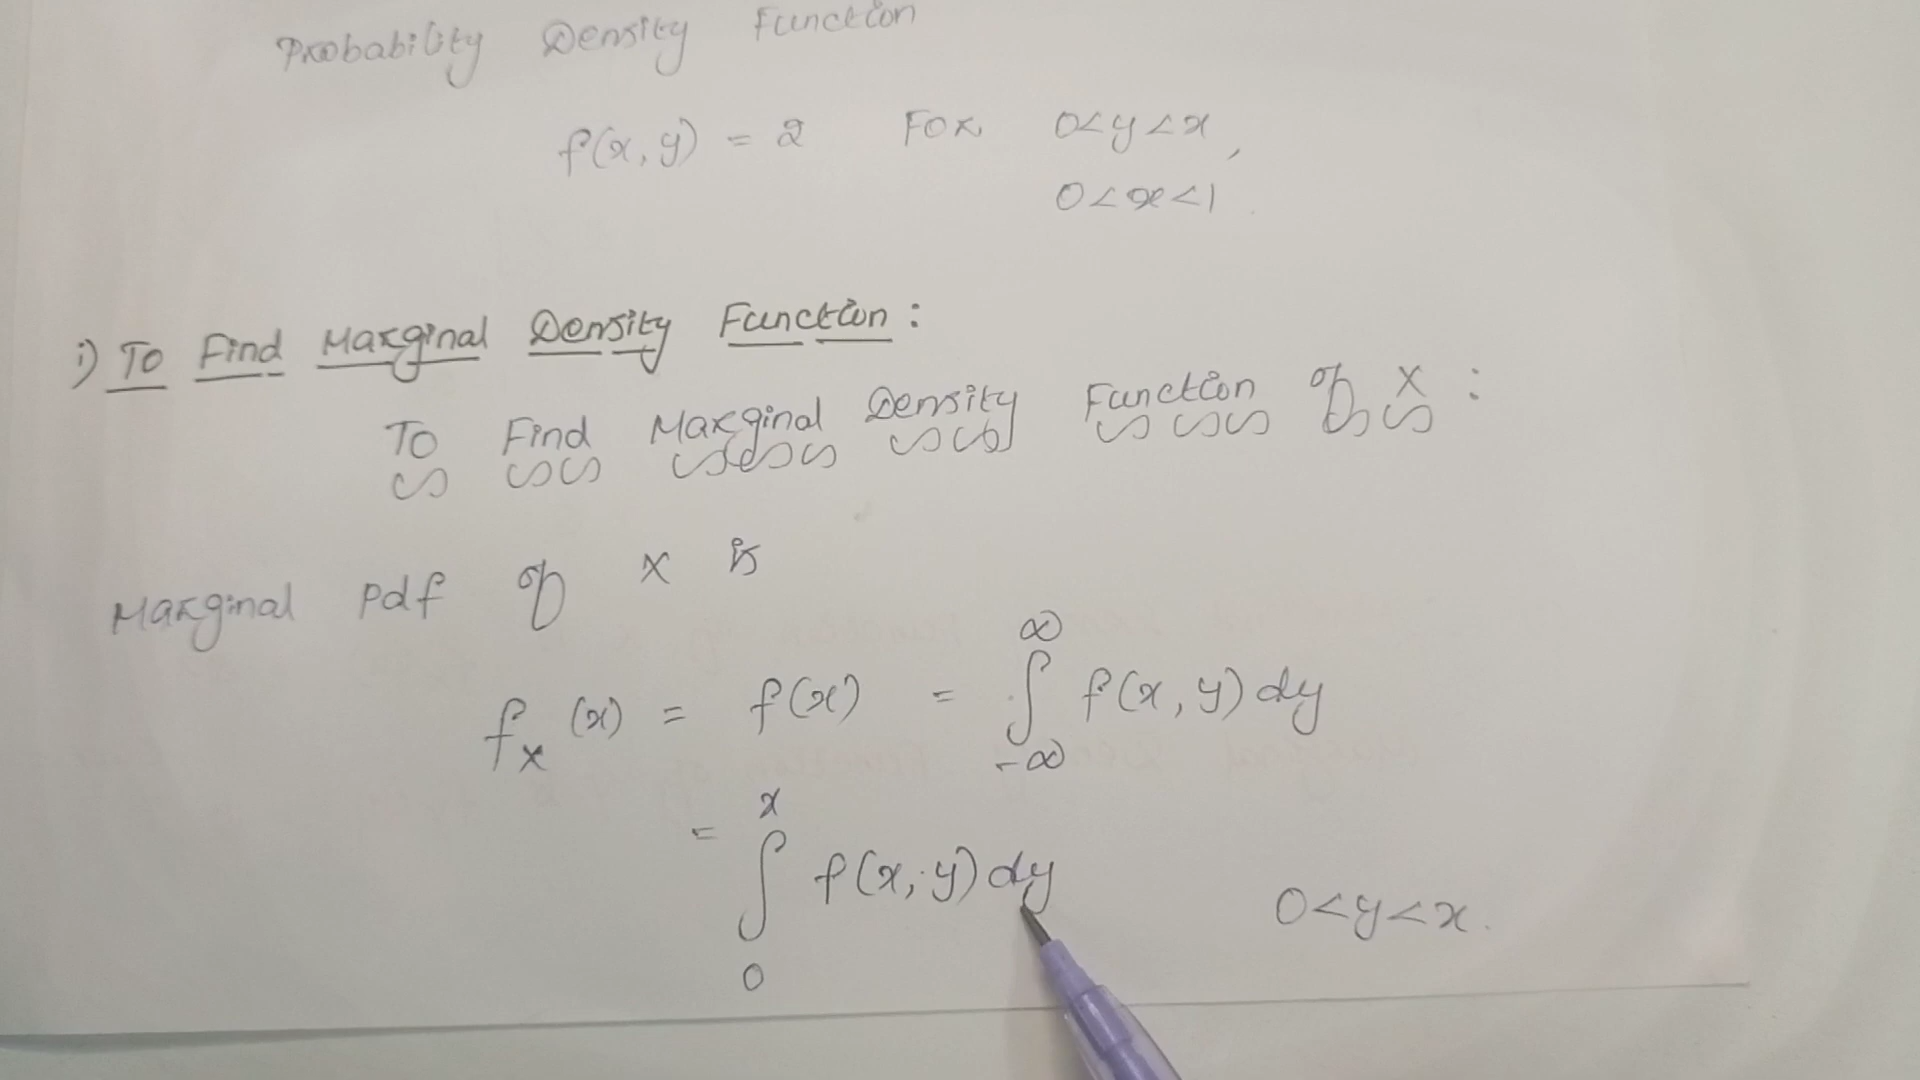 Probability Density Function
f(x, y) = 2 For 0<y<x,
0<x<1.
i) To Find Marginal Density Function:
To Find Marginal Density Function of X :
Marginal Pdf of X is
f_X (x) = f(x) = ∫_{-∞}^{∞} f(x, y) dy
= ∫_{0}^{x} f(x, y) dy 0<y<x.